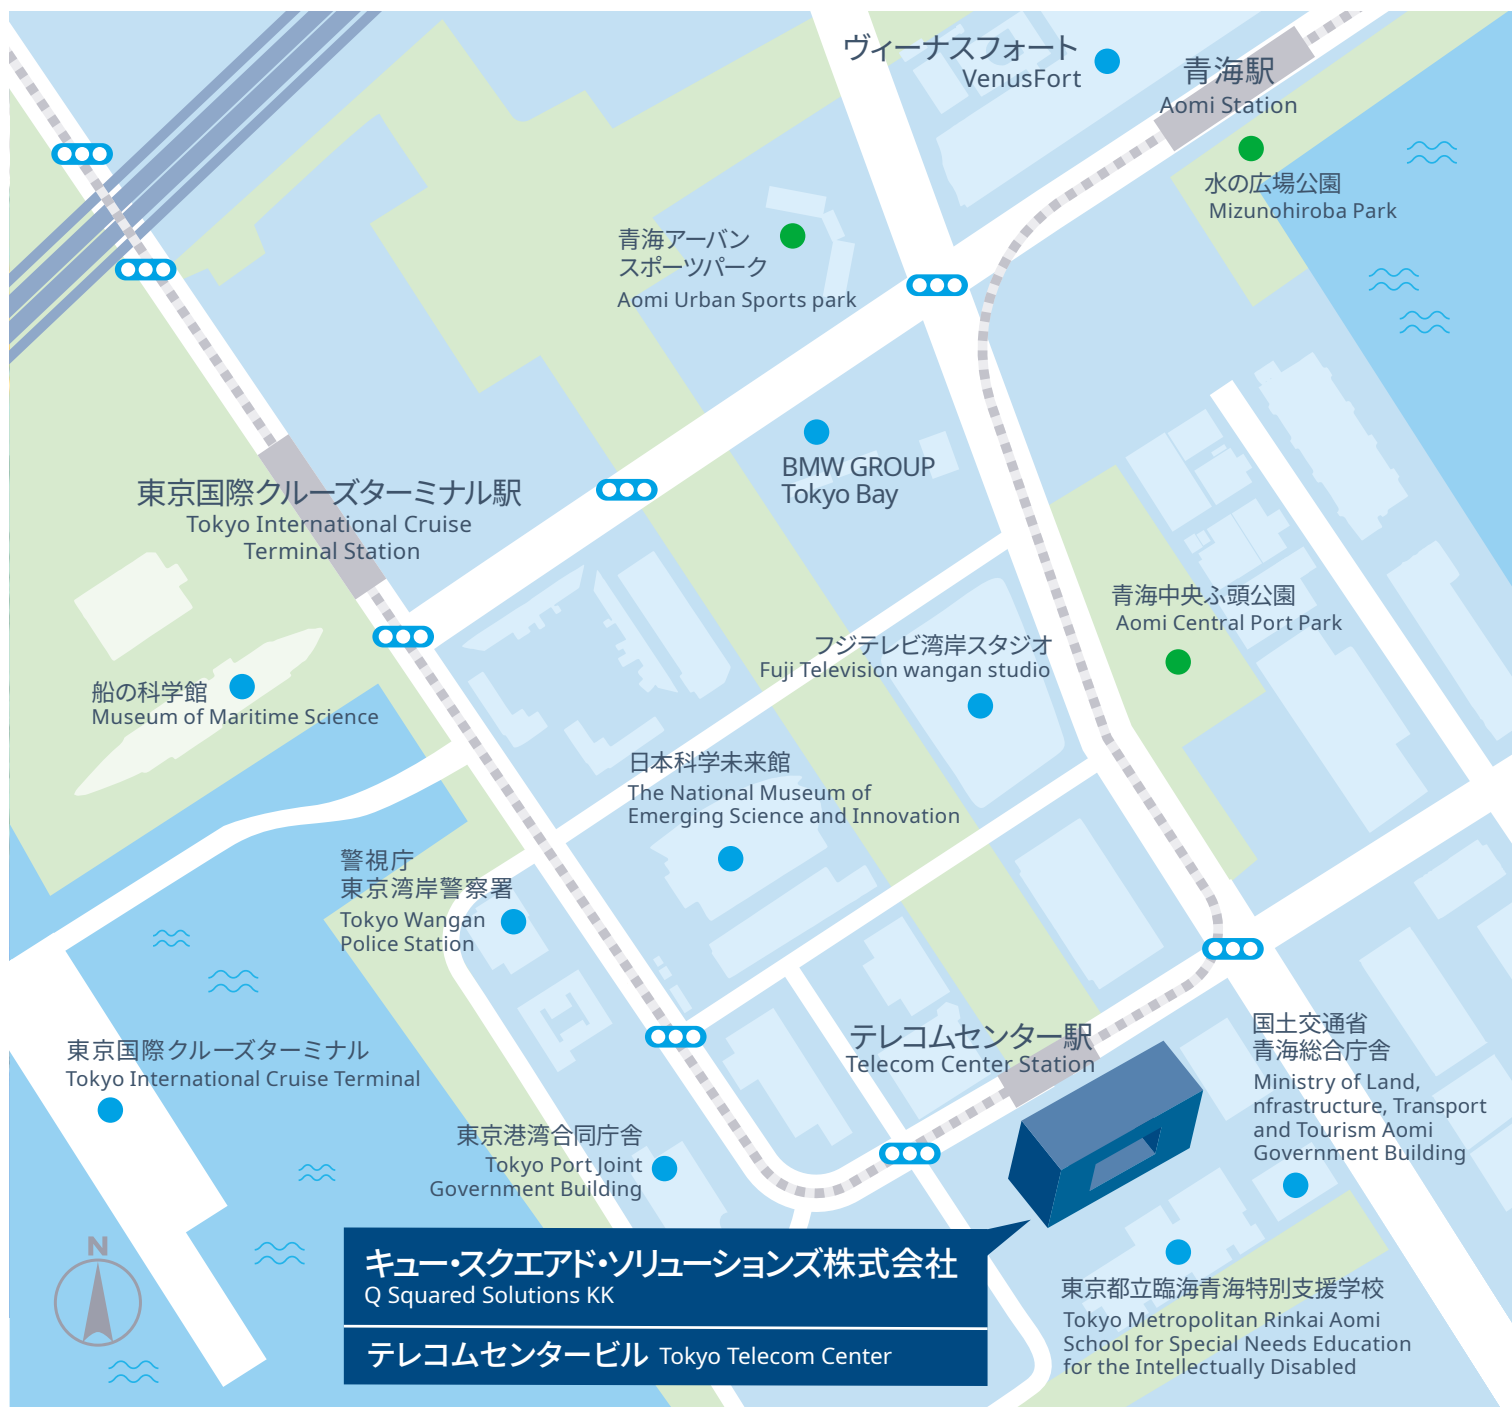 ヴィーナスフォート
VenusFort
青海駅
Aomi Station
水の広場公園
Mizunohiroba Park
青海アーバン
スポーツパーク
Aomi Urban Sports park
BMW GROUP
Tokyo Bay
東京国際クルーズターミナル駅
Tokyo International Cruise
Terminal Station
青海中央ふ頭公園
Aomi Central Port Park
フジテレビ湾岸スタジオ
Fuji Television wangan studio
船の科学館
Museum of Maritime Science
日本科学未来館
The National Museum of
Emerging Science and Innovation
警視庁
東京湾岸警察署
Tokyo Wangan
Police Station
東京国際クルーズターミナル
Tokyo International Cruise Terminal
テレコムセンター駅
Telecom Center Station
国土交通省
青海総合庁舎
Ministry of Land,
nfrastructure, Transport
and Tourism Aomi
Government Building
東京港湾合同庁舎
Tokyo Port Joint
Government Building
N
キュー・スクエアド・ソリューションズ株式会社
Q Squared Solutions KK
テレコムセンタービル Tokyo Telecom Center
東京都立臨海青海特別支援学校
Tokyo Metropolitan Rinkai Aomi
School for Special Needs Education
for the Intellectually Disabled